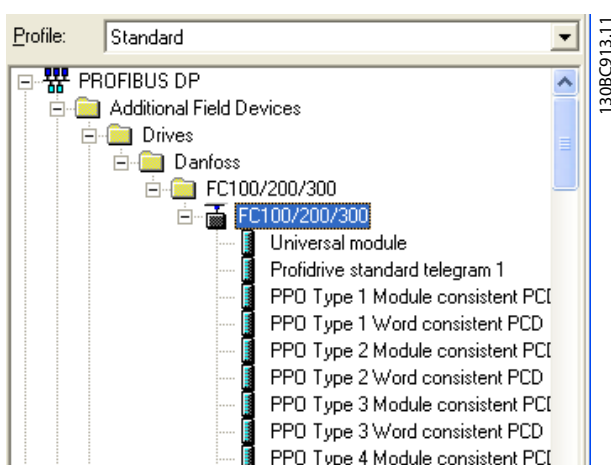 Profile: Standard
PROFIBUS DP
Additional Field Devices
Drives
Danfoss
FC100/200/300
FC100/200/300
Universal module
Profidrive standard telegram 1
PPO Type 1 Module consistent PCD
PPO Type 1 Word consistent PCD
PPO Type 2 Module consistent PCD
PPO Type 2 Word consistent PCD
PPO Type 3 Module consistent PCD
PPO Type 3 Word consistent PCD
PPO Type 4 Module consistent PCD
130BC913.11